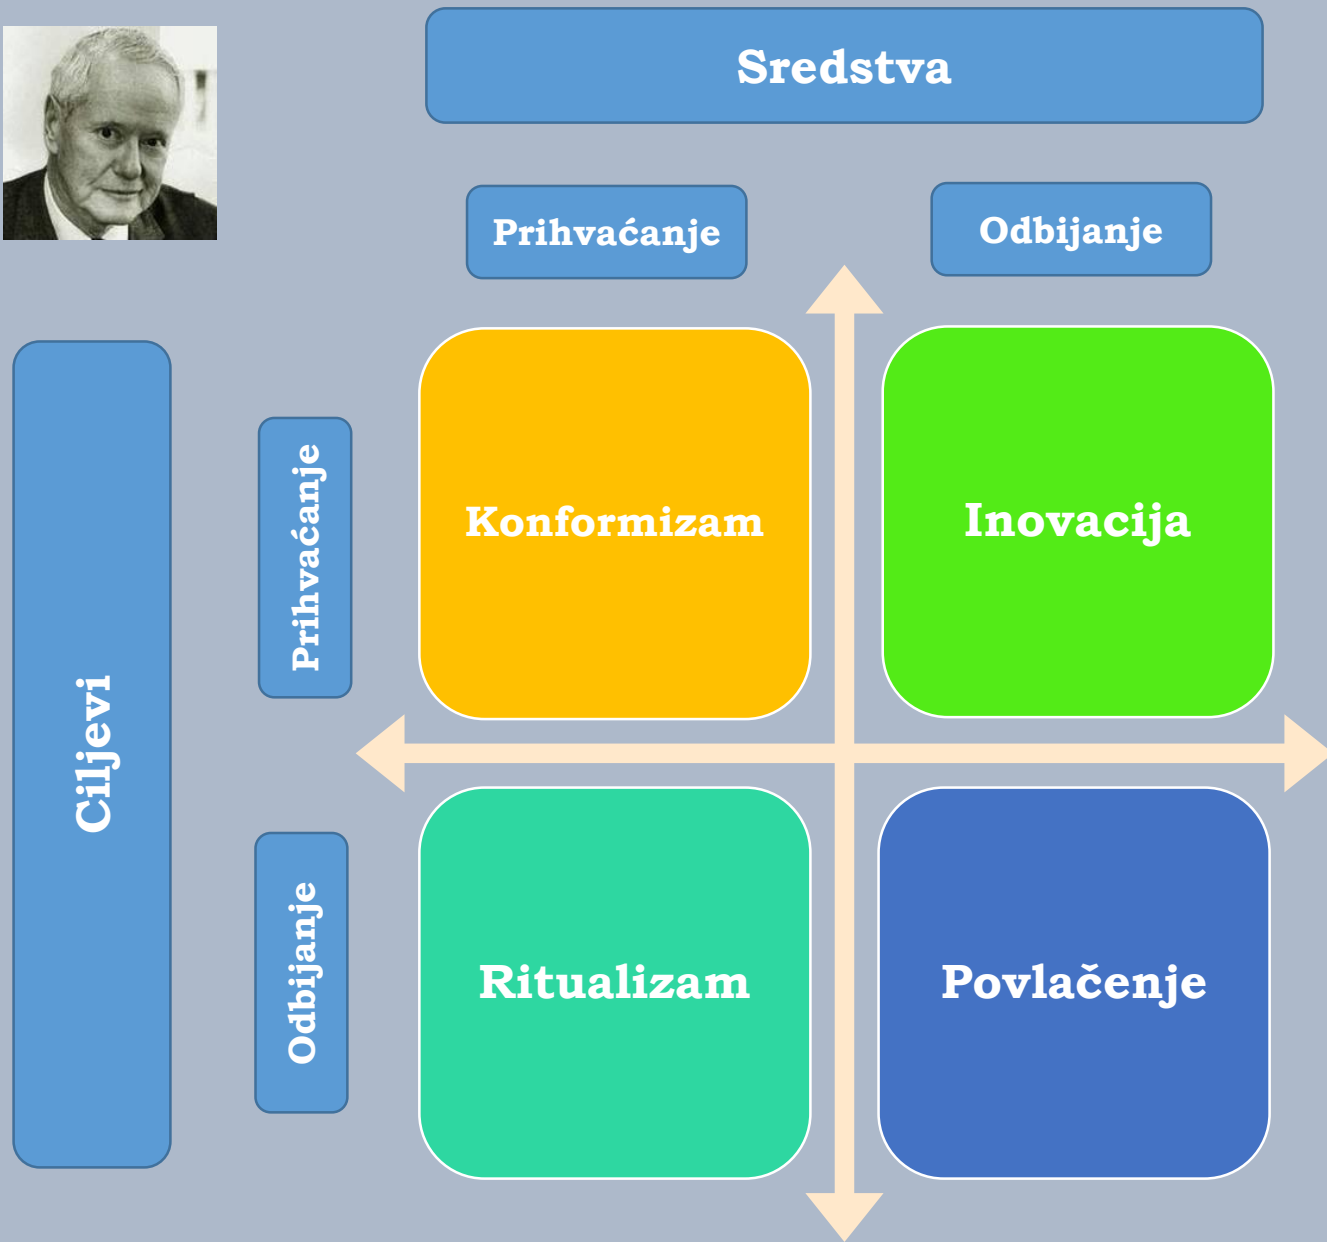 Sredstva
Prihvaćanje
Odbijanje
Ciljevi
Prihvaćanje
Konformizam
Inovacija
Odbijanje
Ritualizam
Povlačenje